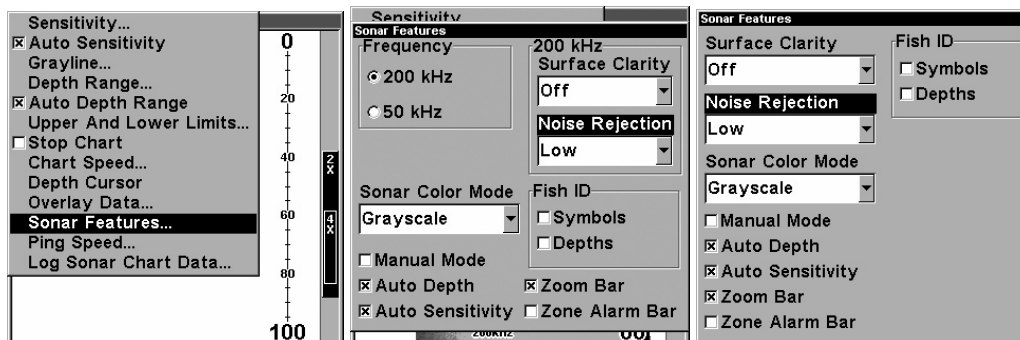 Sensitivity...
Auto Sensitivity
Grayline...
Depth Range...
Auto Depth Range
Upper And Lower Limits...
Stop Chart
Chart Speed...
Depth Cursor
Overlay Data...
Sonar Features...
Ping Speed...
Log Sonar Chart Data...
0
20
40
60
80
100
2x
4x
Sensitivity
Sonar Features
Frequency
200 kHz
50 kHz
200 kHz
Surface Clarity
Off
Noise Rejection
Low
Sonar Color Mode
Grayscale
Fish ID
Symbols
Depths
Manual Mode
Auto Depth
Zoom Bar
Auto Sensitivity
Zone Alarm Bar
200kHz
Sonar Features
Surface Clarity
Off
Noise Rejection
Low
Sonar Color Mode
Grayscale
Fish ID
Symbols
Depths
Manual Mode
Auto Depth
Auto Sensitivity
Zoom Bar
Zone Alarm Bar